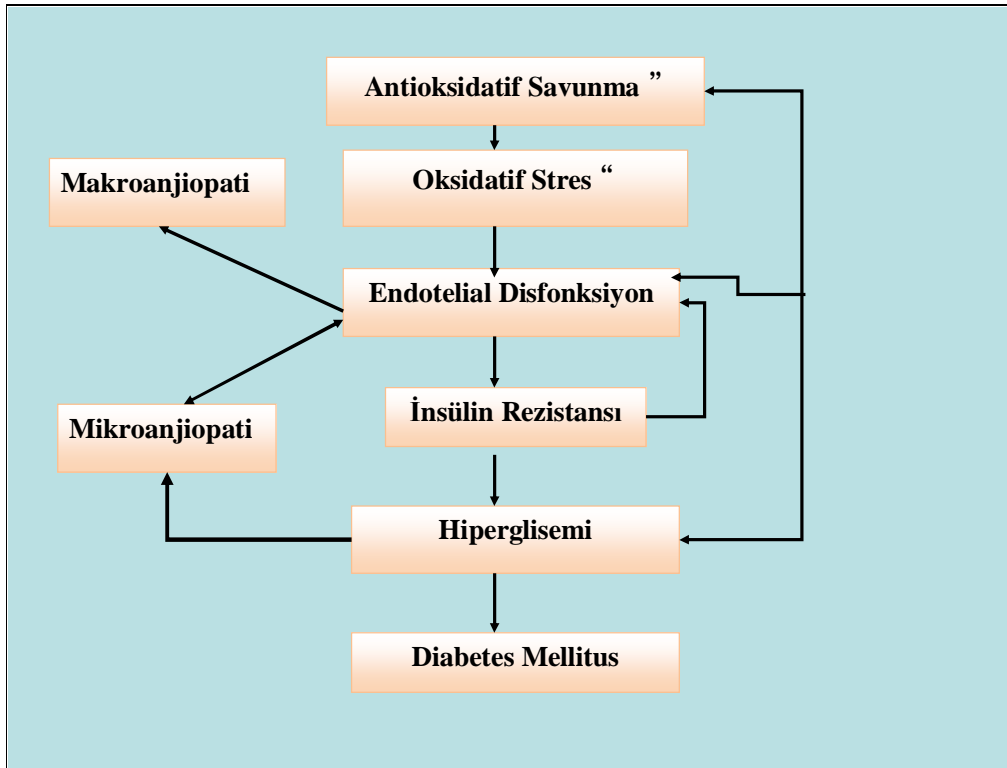 Antioksidatif Savunma ”
Oksidatif Stres “
Makroanjiopati
Endotelial Disfonksiyon
İnsülin Rezistansı
Mikroanjiopati
Hiperglisemi
Diabetes Mellitus